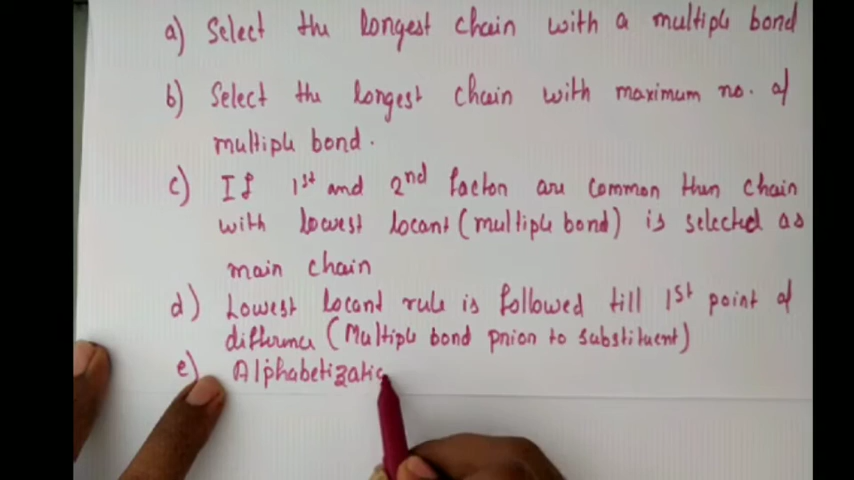 a) Select the longest chain with a multiple bond
b) Select the longest chain with maximum no. of
multiple bond.
c) If 1st and 2nd factor are common then chain
with lowest locant (multiple bond) is selected as
main chain
d) Lowest locant rule is followed till 1st point of
difference (Multiple bond prior to substituent)
e) Alphabetizatio